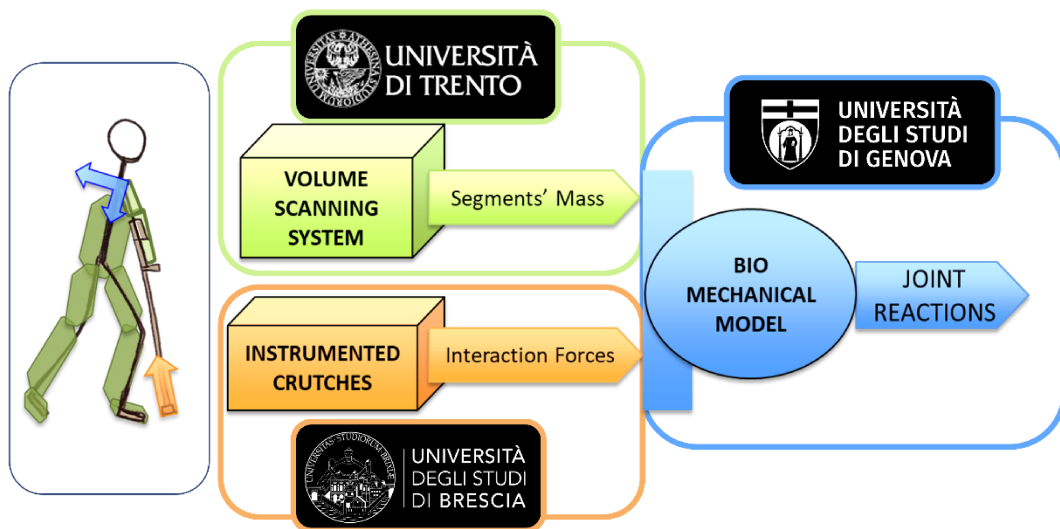 UNIVERSITÀ
DI TRENTO
VOLUME
SCANNING
SYSTEM
Segments' Mass
INSTRUMENTED
CRUTCHES
Interaction Forces
UNIVERSITÀ
DEGLI STUDI
DI BRESCIA
UNIVERSITÀ
DEGLI STUDI
DI GENOVA
BIO
MECHANICAL
MODEL
JOINT
REACTIONS